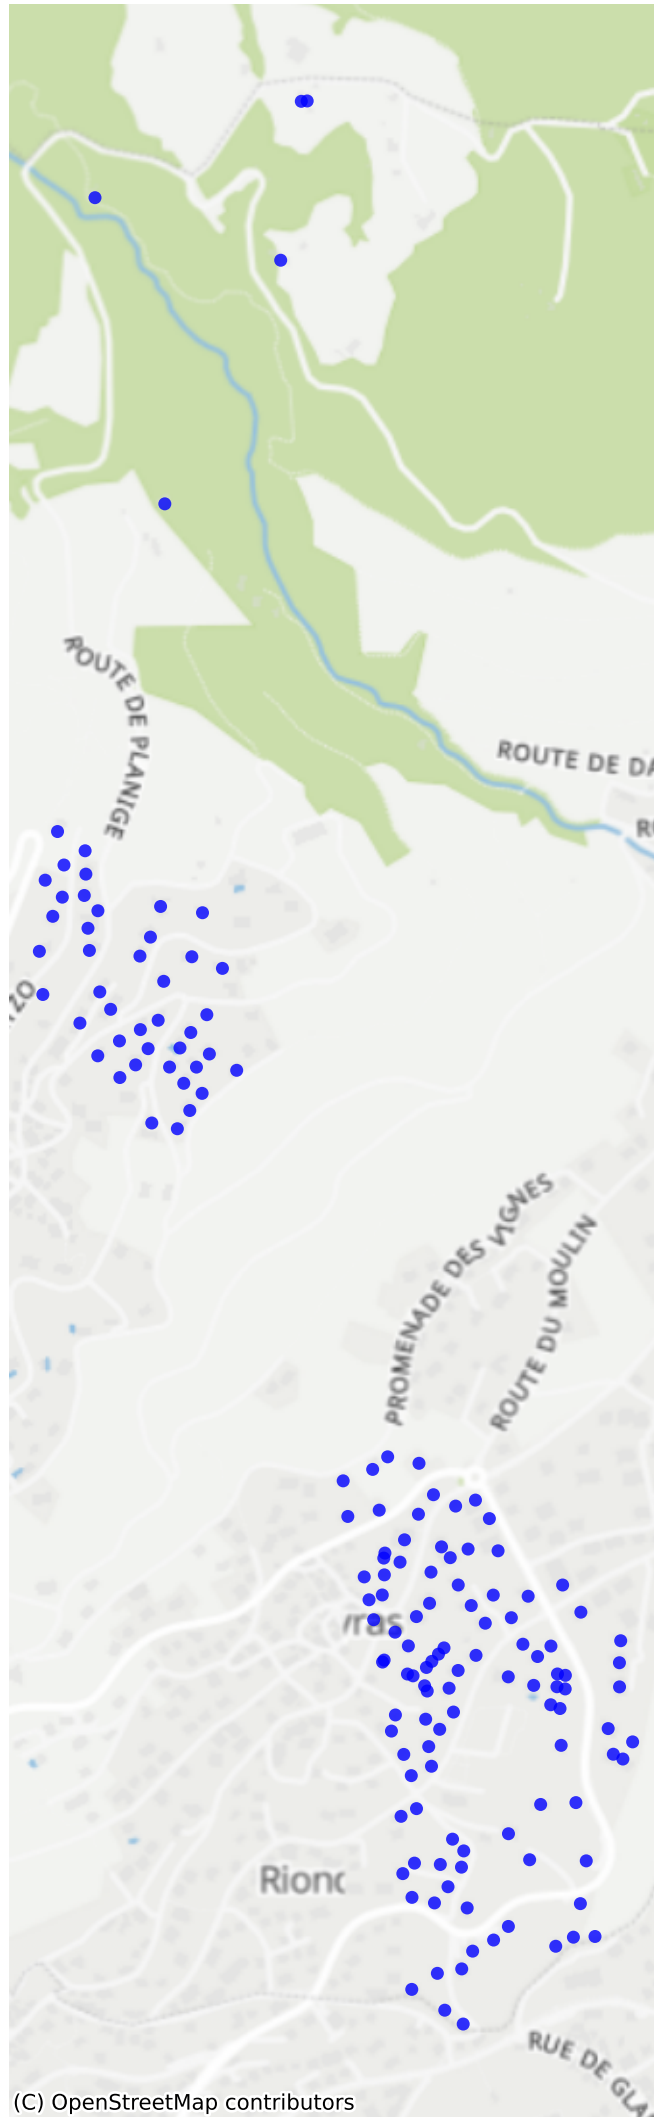 ROUTE DE PLANIGE
ROUTE DE DA
PROMENADE DES VIGNES
ROUTE DU MOULIN
Rionc
RUE DE GLA
(C) OpenStreetMap contributors